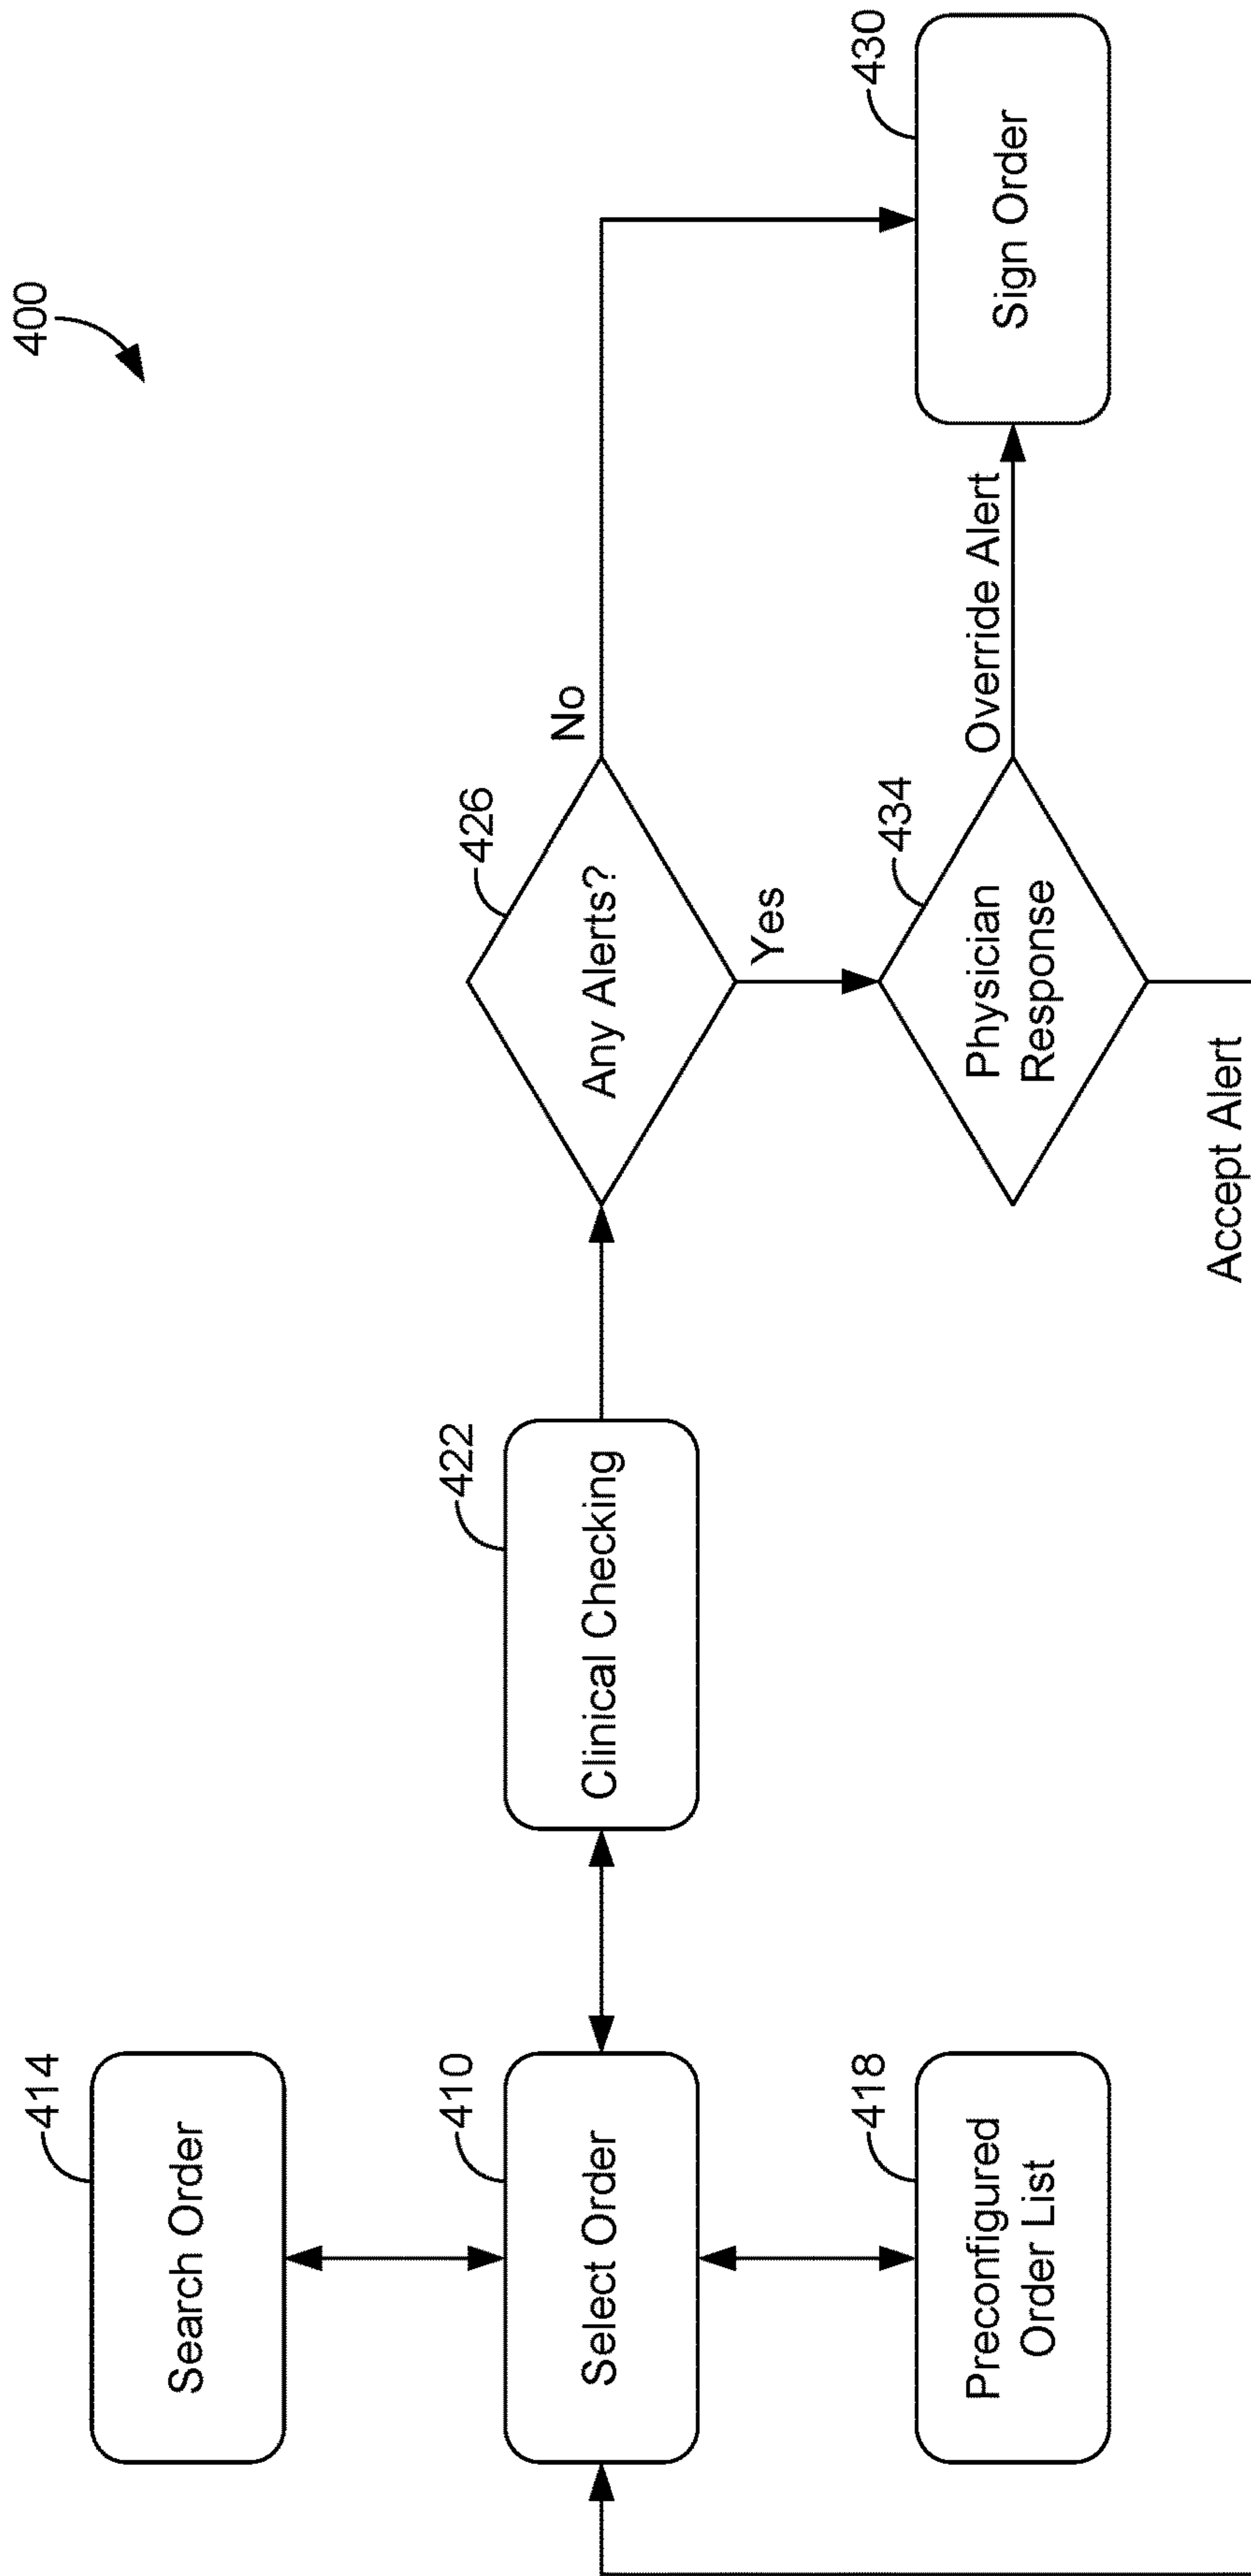 400
414
Search Order
410
Select Order
418
Preconfigured
Order List
422
Clinical Checking
426
Any Alerts?
No
Yes
434
Physician
Response
Override Alert
430
Sign Order
Accept Alert